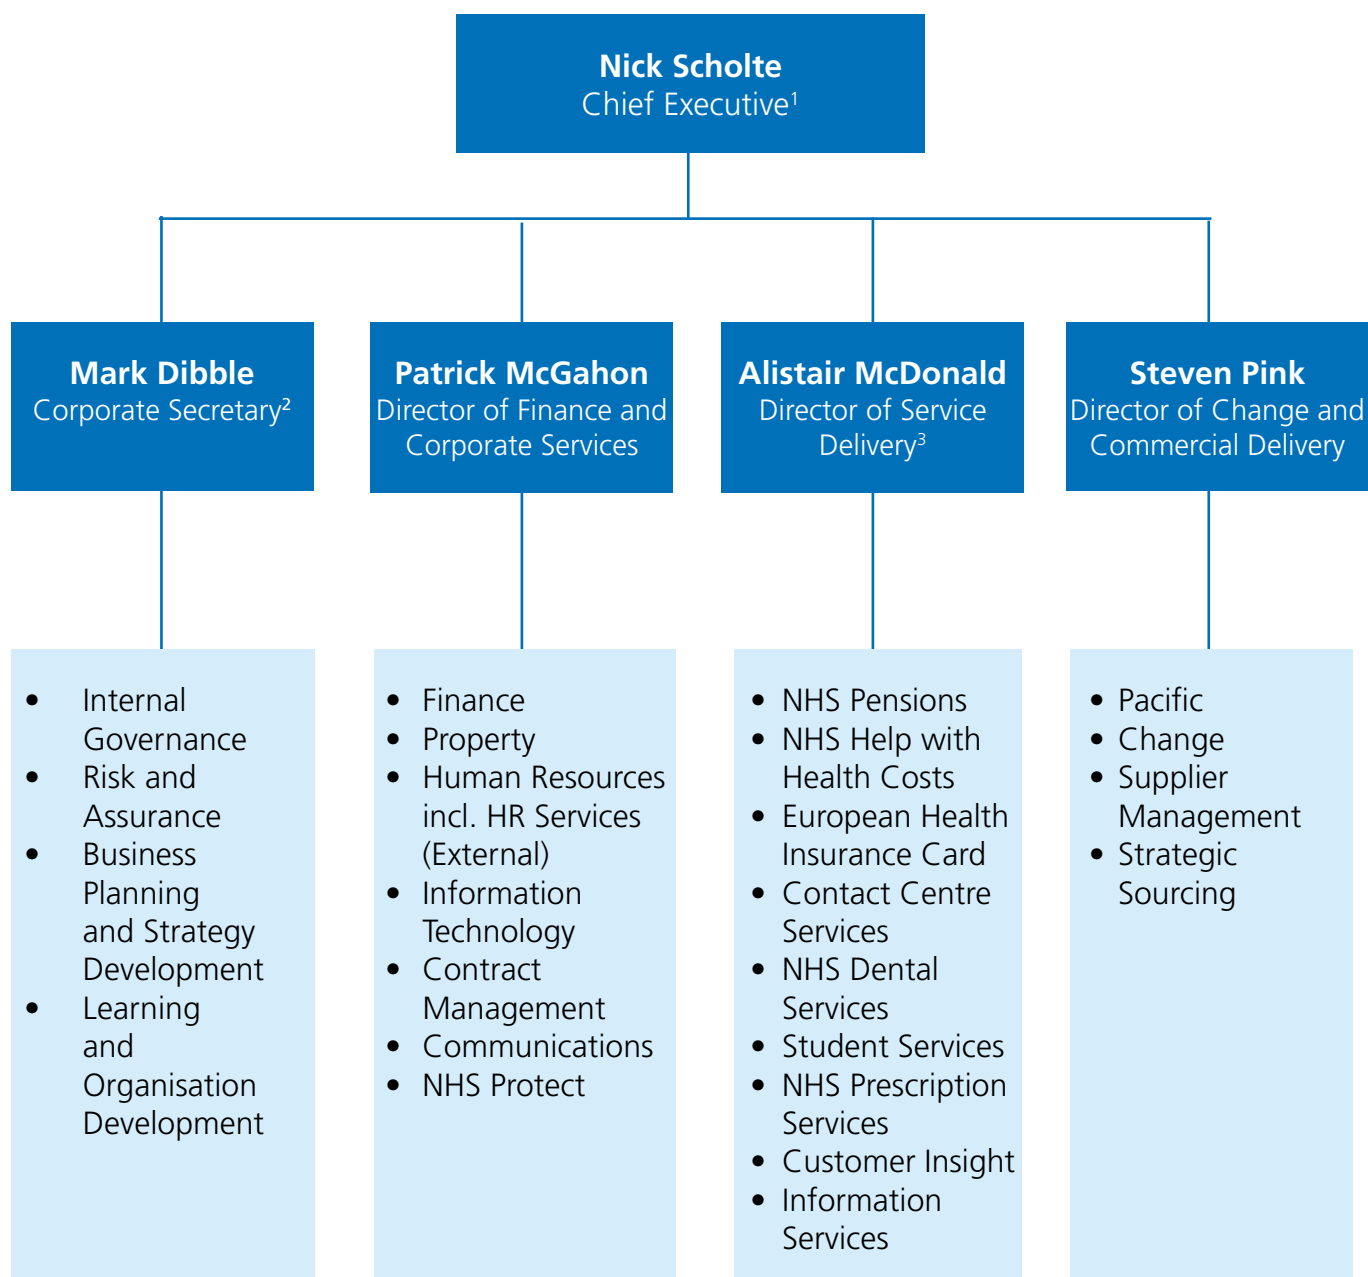 Nick Scholte
Chief Executive¹
Mark Dibble
Corporate Secretary²
Patrick McGahon
Director of Finance and
Corporate Services
Alistair McDonald
Director of Service
Delivery³
Steven Pink
Director of Change and
Commercial Delivery
• Internal
Governance
• Risk and
Assurance
• Business
Planning
and Strategy
Development
• Learning
and
Organisation
Development
• Finance
• Property
• Human Resources
incl. HR Services
(External)
• Information
Technology
• Contract
Management
• Communications
• NHS Protect
• NHS Pensions
• NHS Help with
Health Costs
• European Health
Insurance Card
• Contact Centre
Services
• NHS Dental
Services
• Student Services
• NHS Prescription
Services
• Customer Insight
• Information
Services
• Pacific
• Change
• Supplier
Management
• Strategic
Sourcing